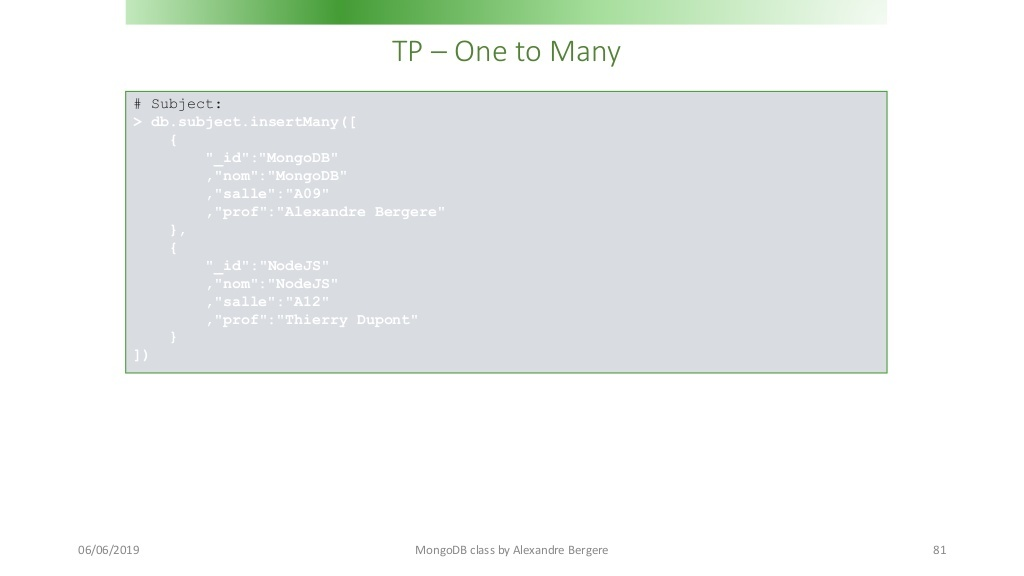 TP – One to Many
# Subject:
> db.subject.insertMany([
{
"_id":"MongoDB"
,"nom":"MongoDB"
,"salle":"A09"
,"prof":"Alexandre Bergere"
},
{
"_id":"NodeJS"
,"nom":"NodeJS"
,"salle":"A12"
,"prof":"Thierry Dupont"
}
])
06/06/2019
MongoDB class by Alexandre Bergere
81